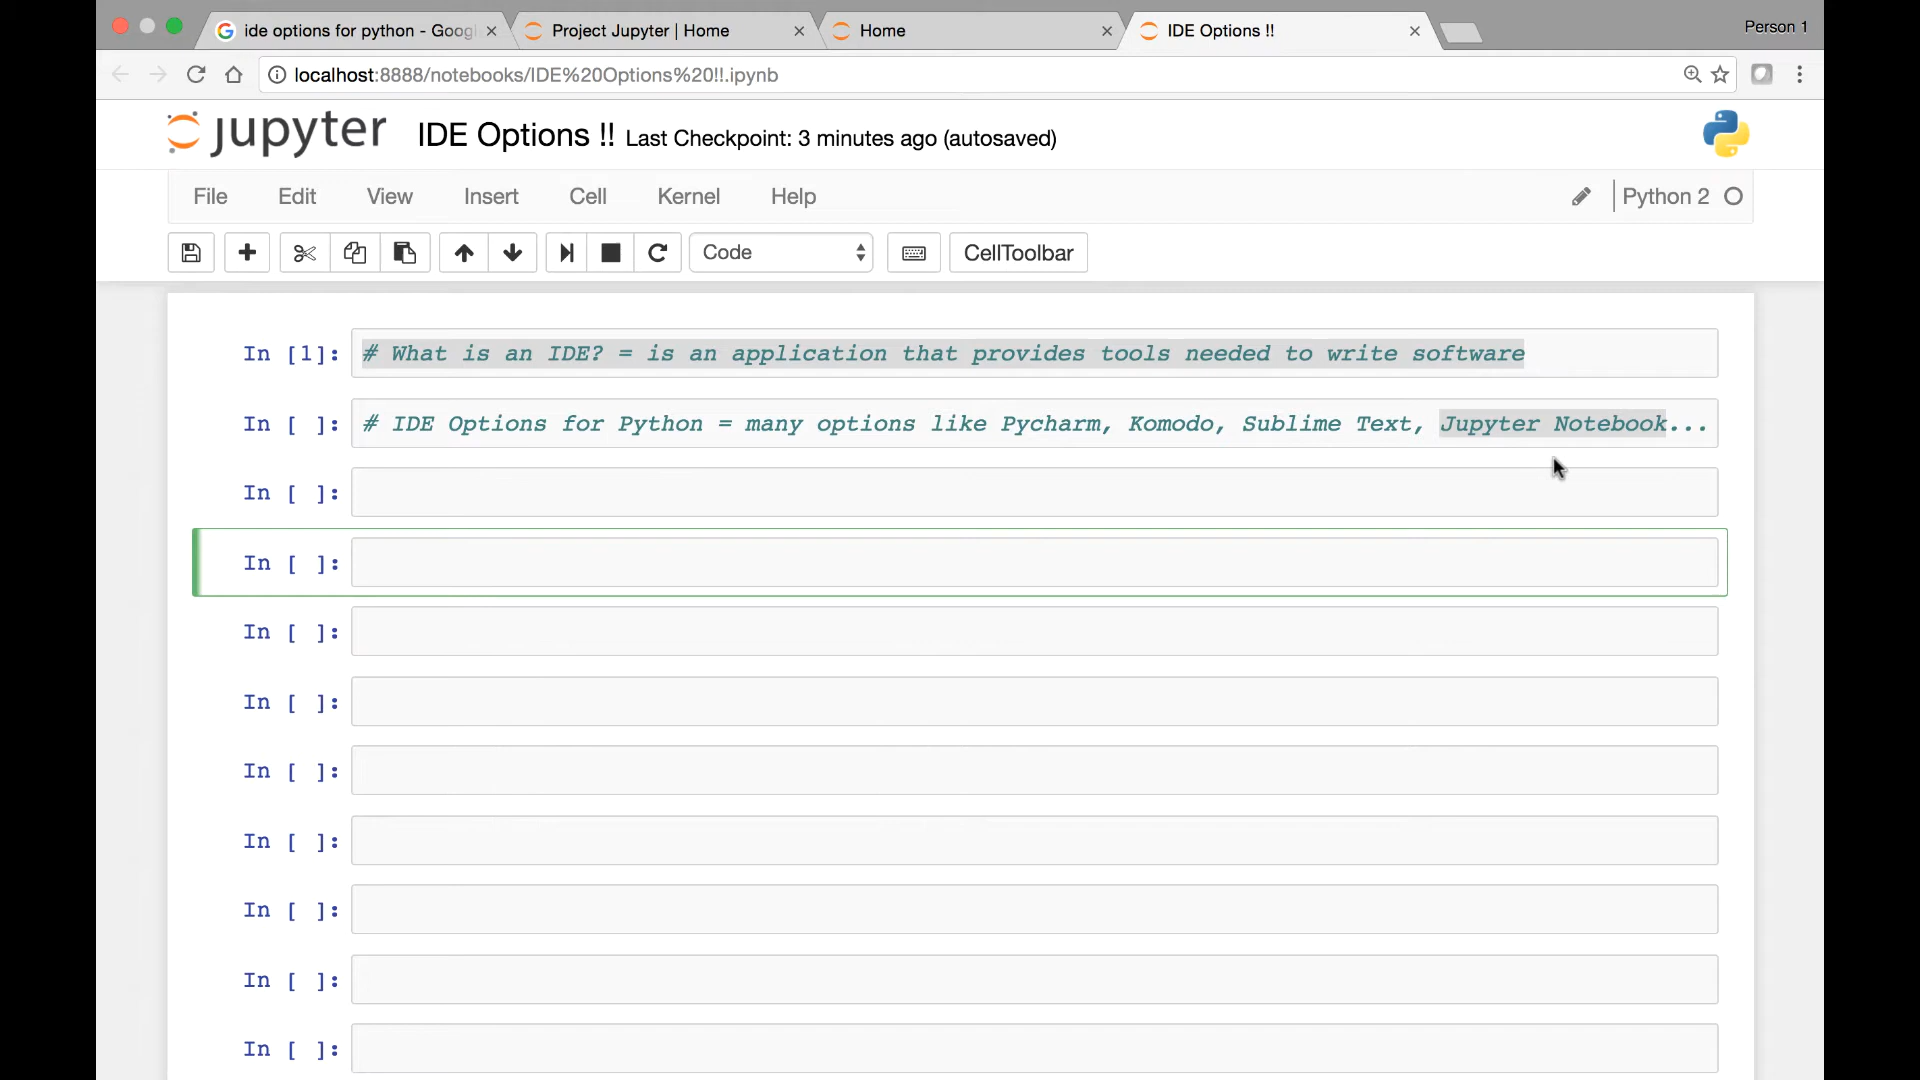 ide options for python - Goog
Project Jupyter | Home
Home
IDE Options !!
Person 1
localhost:8888/notebooks/IDE%20Options%20!!.ipynb
jupyter IDE Options !! Last Checkpoint: 3 minutes ago (autosaved)
File Edit View Insert Cell Kernel Help Python 2
Code CellToolbar
In [1]: # What is an IDE? = is an application that provides tools needed to write software
In [ ]: # IDE Options for Python = many options like Pycharm, Komodo, Sublime Text, Jupyter Notebook...
In [ ]:
In [ ]:
In [ ]:
In [ ]:
In [ ]:
In [ ]:
In [ ]:
In [ ]:
In [ ]: